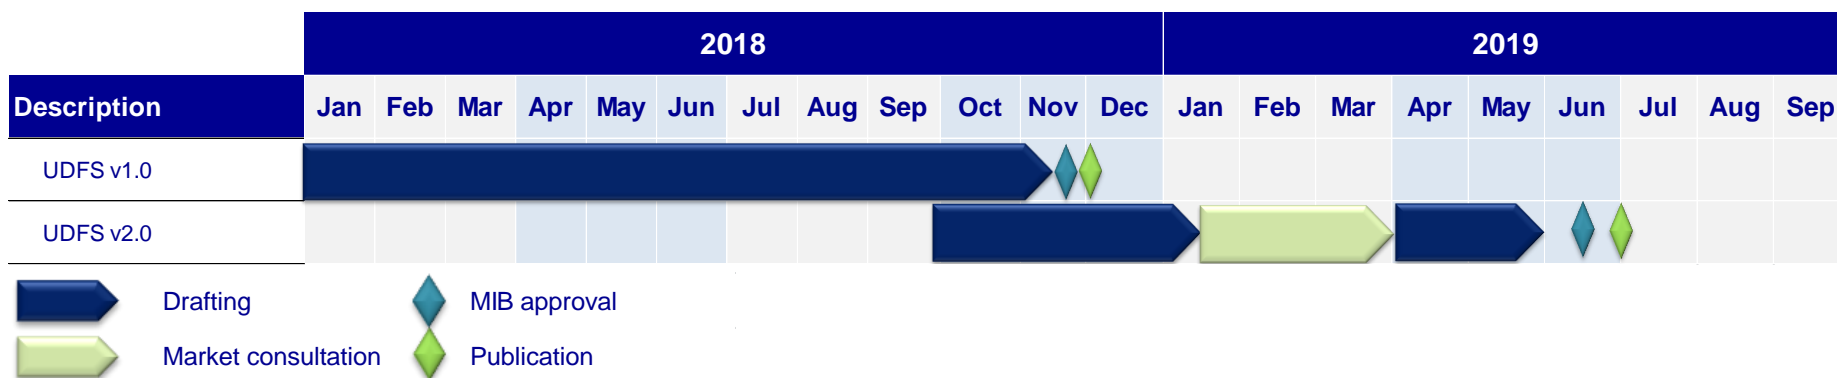 2018 2019
Description Jan Feb Mar Apr May Jun Jul Aug Sep Oct Nov Dec Jan Feb Mar Apr May Jun Jul Aug Sep
UDFS v1.0
UDFS v2.0
Drafting MIB approval
Market consultation Publication